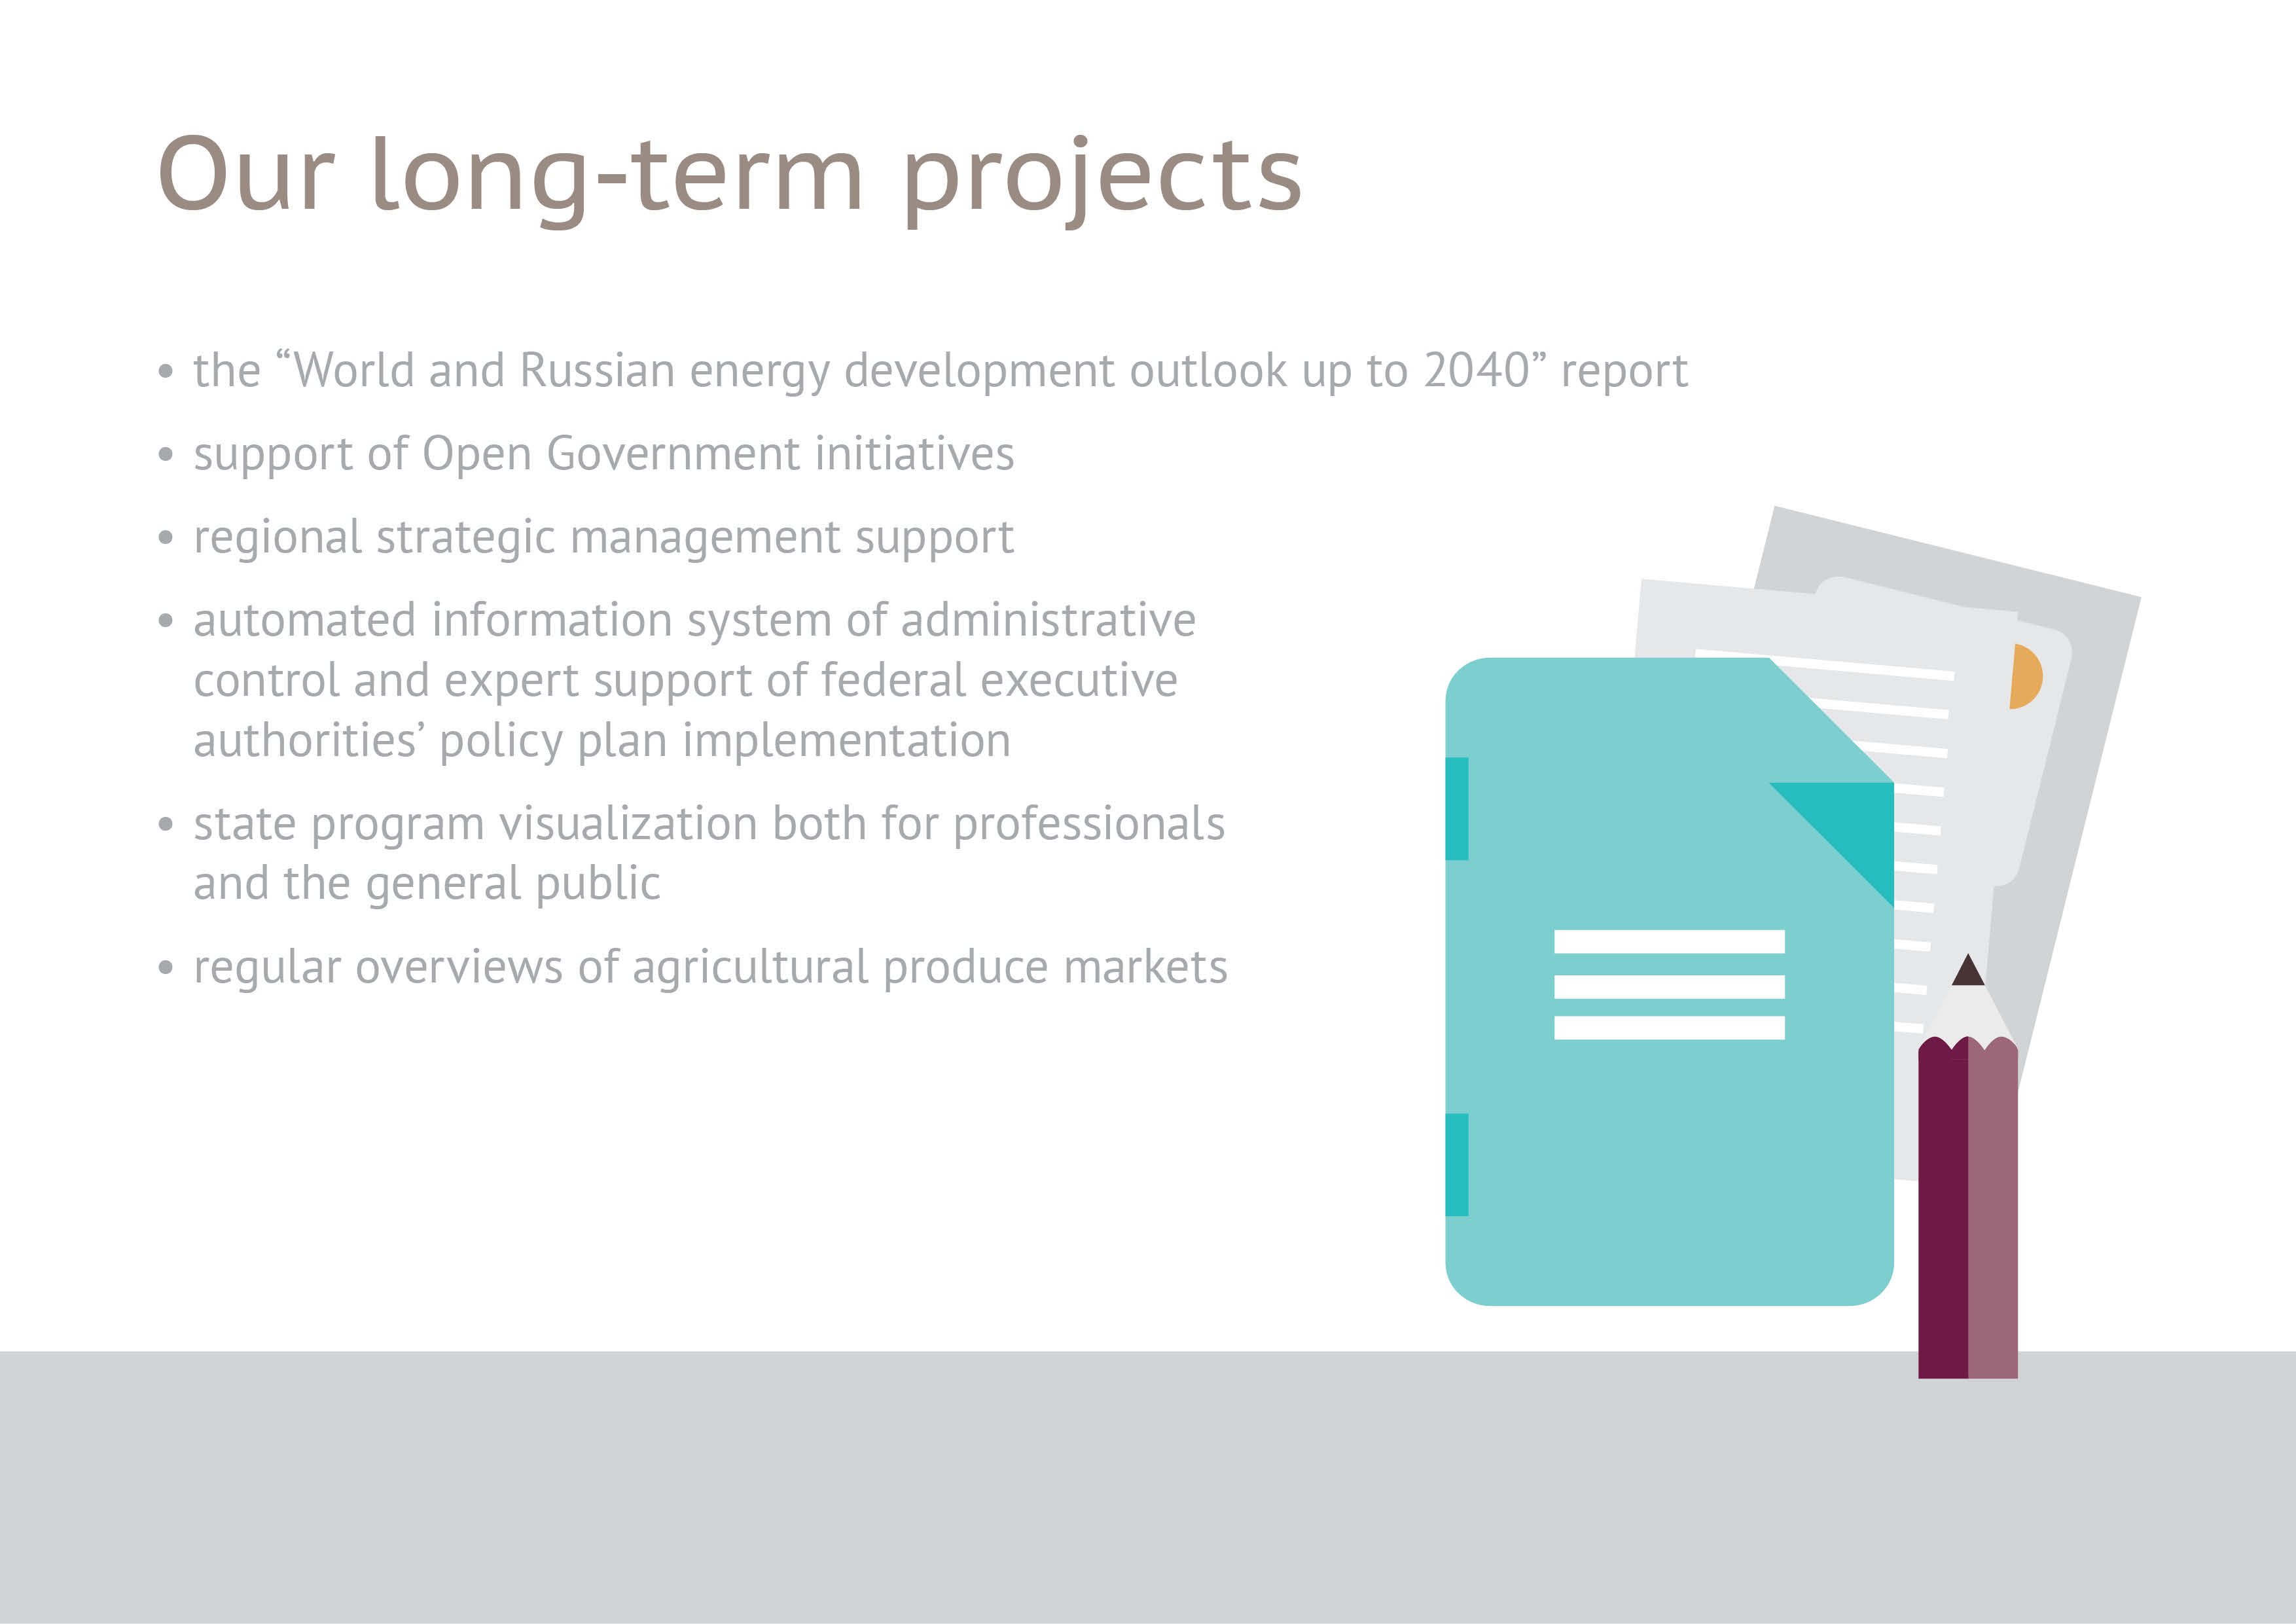 Our long-term projects
• the “World and Russian energy development outlook up to 2040” report
• support of Open Government initiatives
• regional strategic management support
• automated information system of administrative
control and expert support of federal executive
authorities’ policy plan implementation
• state program visualization both for professionals
and the general public
• regular overviews of agricultural produce markets